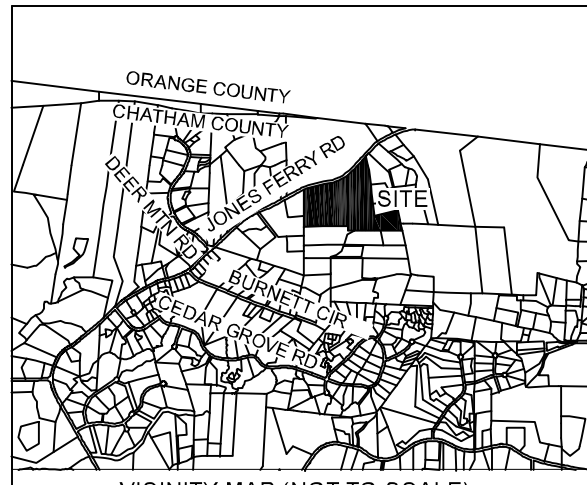 ORANGE COUNTY
CHATHAM COUNTY
DEER MTN RD
JONES FERRY RD
SITE
BURNETT CIR
CEDAR GROVE RD
VICINITY MAP (NOT TO SCALE)